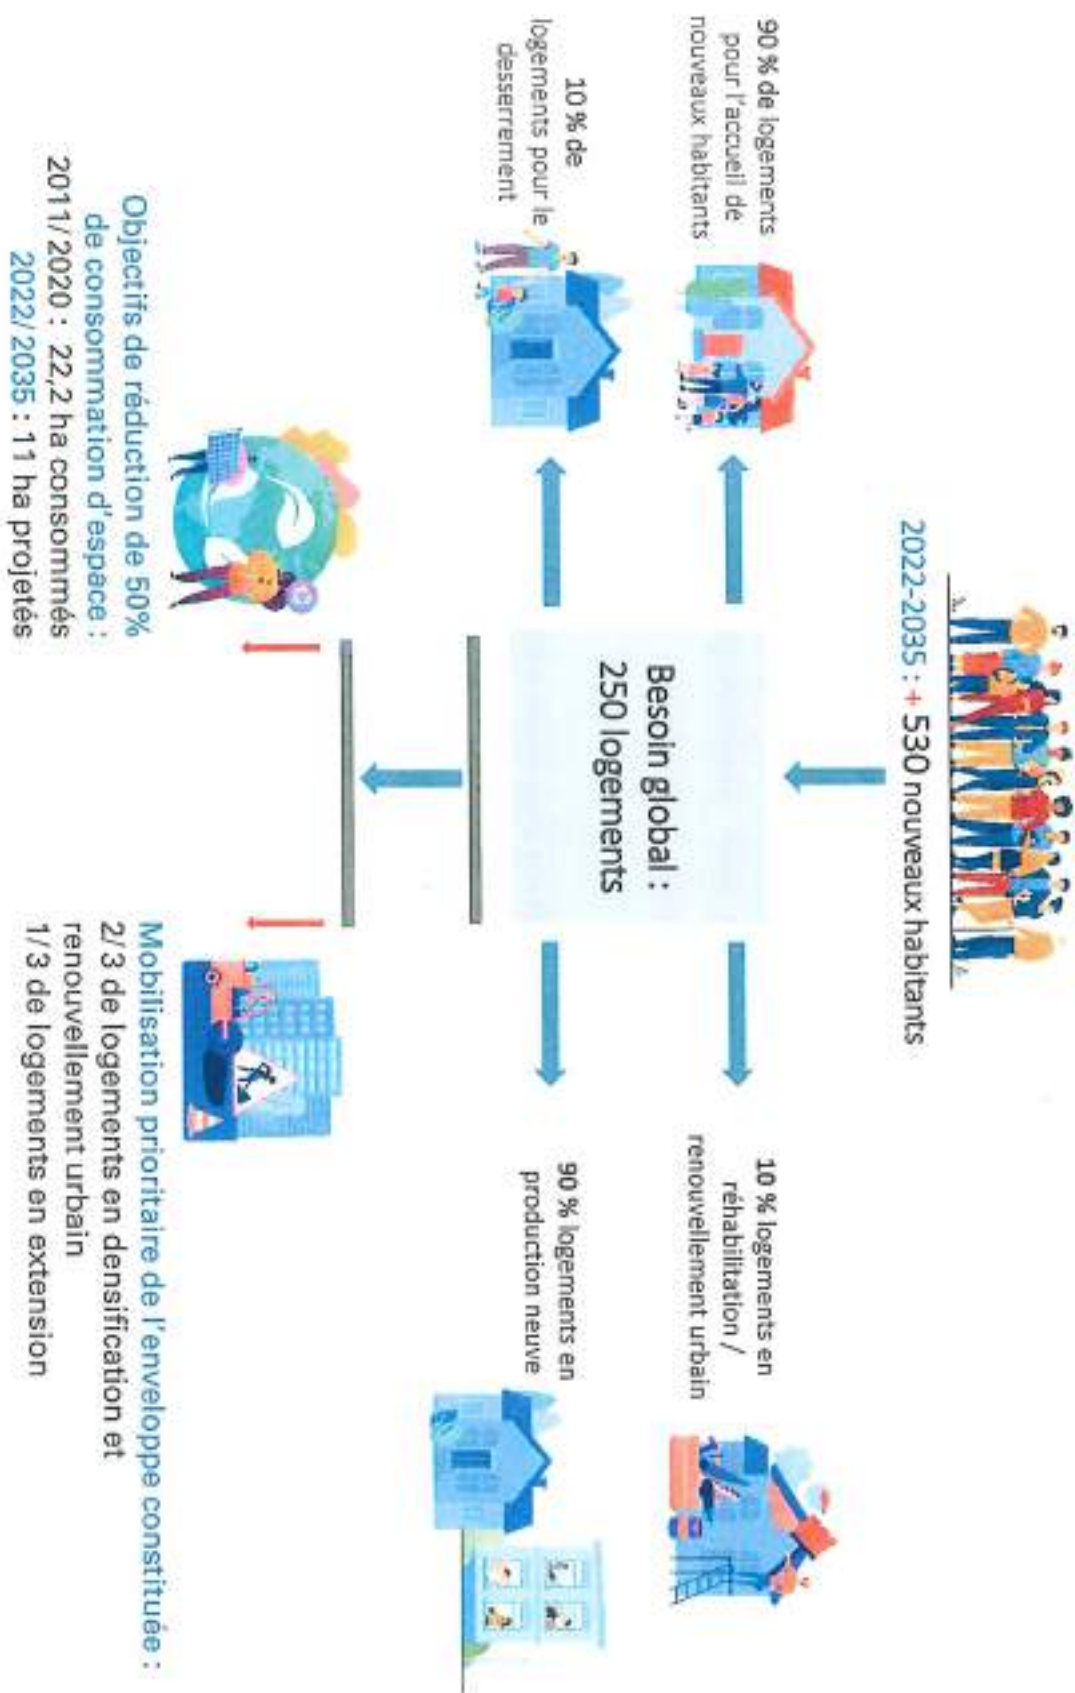 2022-2035 : + 530 nouveaux habitants
90 % de logements
pour l'accueil de
nouveaux habitants
10 % de
logements pour le
desserrement
Besoin global :
250 logements
10 % logements en
réhabilitation /
renouvellement urbain
90 % logements en
production neuve
Objectifs de réduction de 50%
de consommation d'espace :
2011/2020 : 22,2 ha consommés
2022/2035 : 11 ha projetés
Mobilisation prioritaire de l'enveloppe constituée :
2/3 de logements en densification et
renouvellement urbain
1/3 de logements en extension